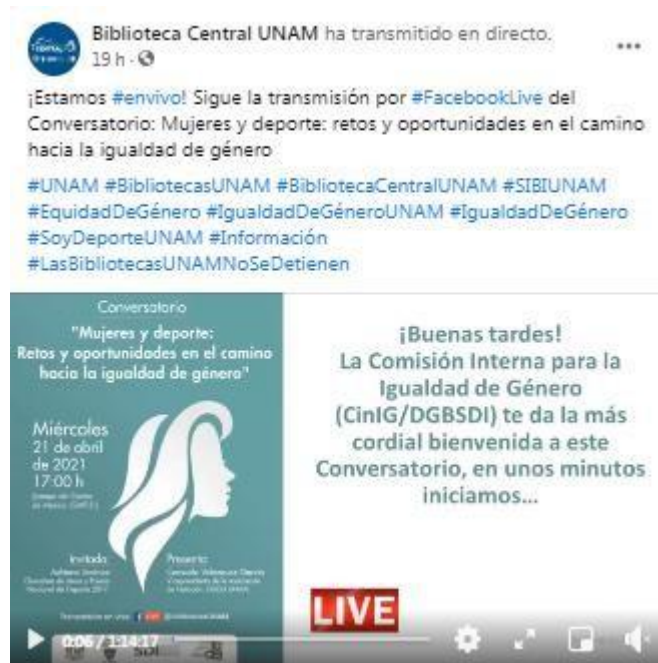 Biblioteca Central UNAM ha transmitido en directo.
19 h
¡Estamos #envivo! Sigue la transmisión por #FacebookLive del
Conversatorio: Mujeres y deporte: retos y oportunidades en el camino
hacia la igualdad de género
#UNAM #BibliotecasUNAM #BibliotecaCentralUNAM #SIBIUNAM
#EquidadDeGénero #IgualdadDeGéneroUNAM #IgualdadDeGénero
#SoyDeporteUNAM #Información
#LasBibliotecasUNAMNoSeDetienen
Conversatorio
"Mujeres y deporte:
Retos y oportunidades en el camino
hacia la igualdad de género"
Miércoles
21 de abril
de 2021
17:00 h
Invitada
Presenta
¡Buenas tardes!
La Comisión Interna para la
Igualdad de Género
(CinIG/DGBSDI) te da la más
cordial bienvenida a este
Conversatorio, en unos minutos
iniciamos...
LIVE
0:06 / 1:14:17